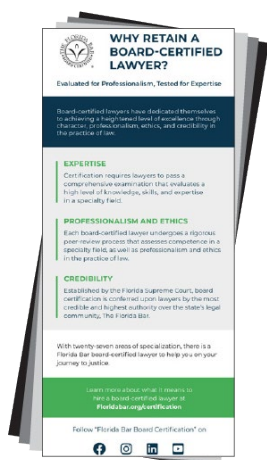 THE FLORIDA BAR
WHY RETAIN A
BOARD-CERTIFIED
LAWYER?
Evaluated for Professionalism, Tested for Expertise
Board-certified lawyers have dedicated themselves
to achieving a heightened level of excellence through
character, professionalism, ethics, and credibility in
the practice of law.
EXPERTISE
Certification requires lawyers to pass a
comprehensive examination that evaluates a
high level of knowledge, skills, and expertise
in a specialty field.
PROFESSIONALISM AND ETHICS
Each board-certified lawyer undergoes a rigorous
peer-review process that assesses competence in a
specialty field, as well as professionalism and ethics
in the practice of law.
CREDIBILITY
Established by the Florida Supreme Court, board
certification is conferred upon lawyers by the most
credible and highest authority over the state's legal
community, The Florida Bar.
With twenty-seven areas of specialization, there is a
Florida Bar board-certified lawyer to help you on your
journey to justice.
Learn more about what it means to
hire a board-certified lawyer at
Floridabar.org/certification
Follow "Florida Bar Board Certification" on